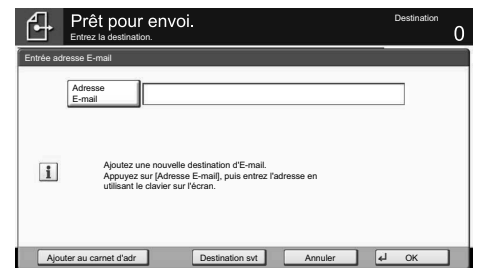 Prêt pour envoi.
Destination
Entrez la destination.
0
Entrée adresse E-mail
Adresse
E-mail
Ajoutez une nouvelle destination d'E-mail.
Appuyez sur [Adresse E-mail], puis entrez l'adresse en
utilisant le clavier sur l'écran.
Ajouter au carnet d'adr
Destination svt
Annuler
OK